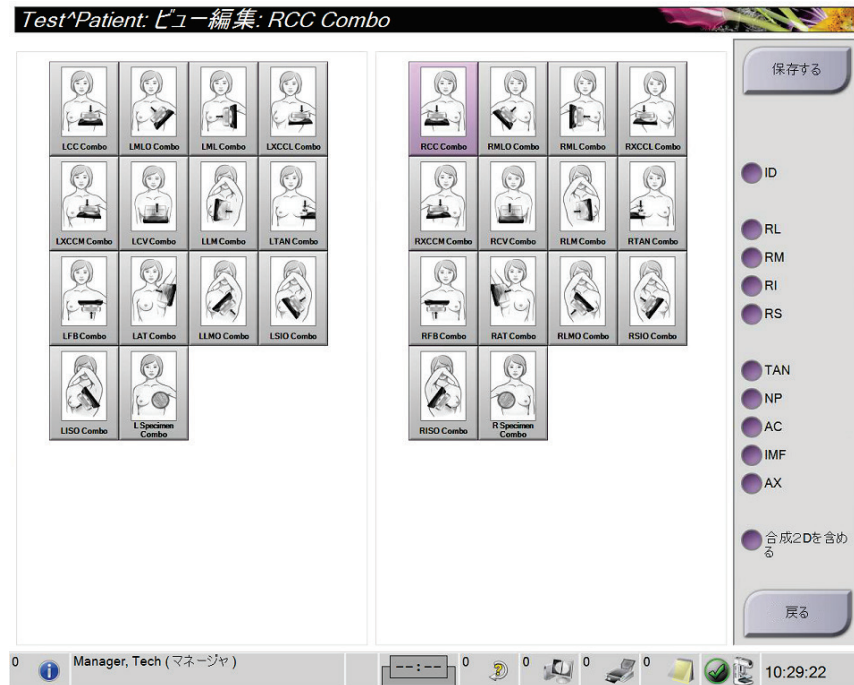 Test^Patient: ビュー編集: RCC Combo
LCC Combo
LMLO Combo
LML Combo
LXCCL Combo
LXCCM Combo
LCV Combo
LLM Combo
LTAN Combo
LFB Combo
LAT Combo
LLMO Combo
LSIO Combo
LISO Combo
L Specimen
Combo
RCC Combo
RMLO Combo
RML Combo
RXCCL Combo
RXCCM Combo
RCV Combo
RLM Combo
RTAN Combo
RFB Combo
RAT Combo
RLMO Combo
RSIO Combo
RISO Combo
R Specimen
Combo
保存する
ID
RL
RM
RI
RS
TAN
NP
AC
IMF
AX
合成2Dを含め
る
戻る
0
Manager, Tech (マネージャ)
--:--
0
0
0
0
10:29:22